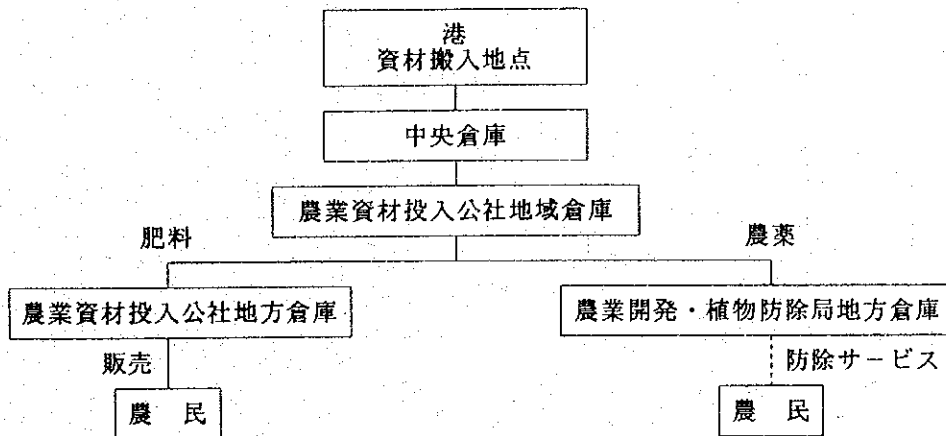 港
資材搬入地点
中央倉庫
農業資材投入公社地域倉庫
肥料
農薬
農業資材投入公社地方倉庫
農業開発・植物防除局地方倉庫
販売
防除サービス
農 民
農 民